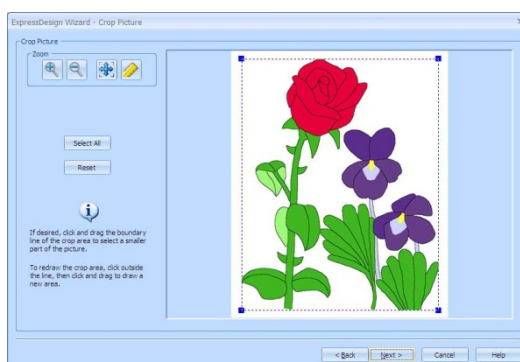 ExpressDesign Wizard - Crop Picture
Crop Picture
Zoom
Select All
Reset
If desired, click and drag the boundary
line of the crop area to select a smaller
part of the picture.
To redraw the crop area, click outside
the line, then click and drag to draw a
new area.
< Back
Next >
Cancel
Help